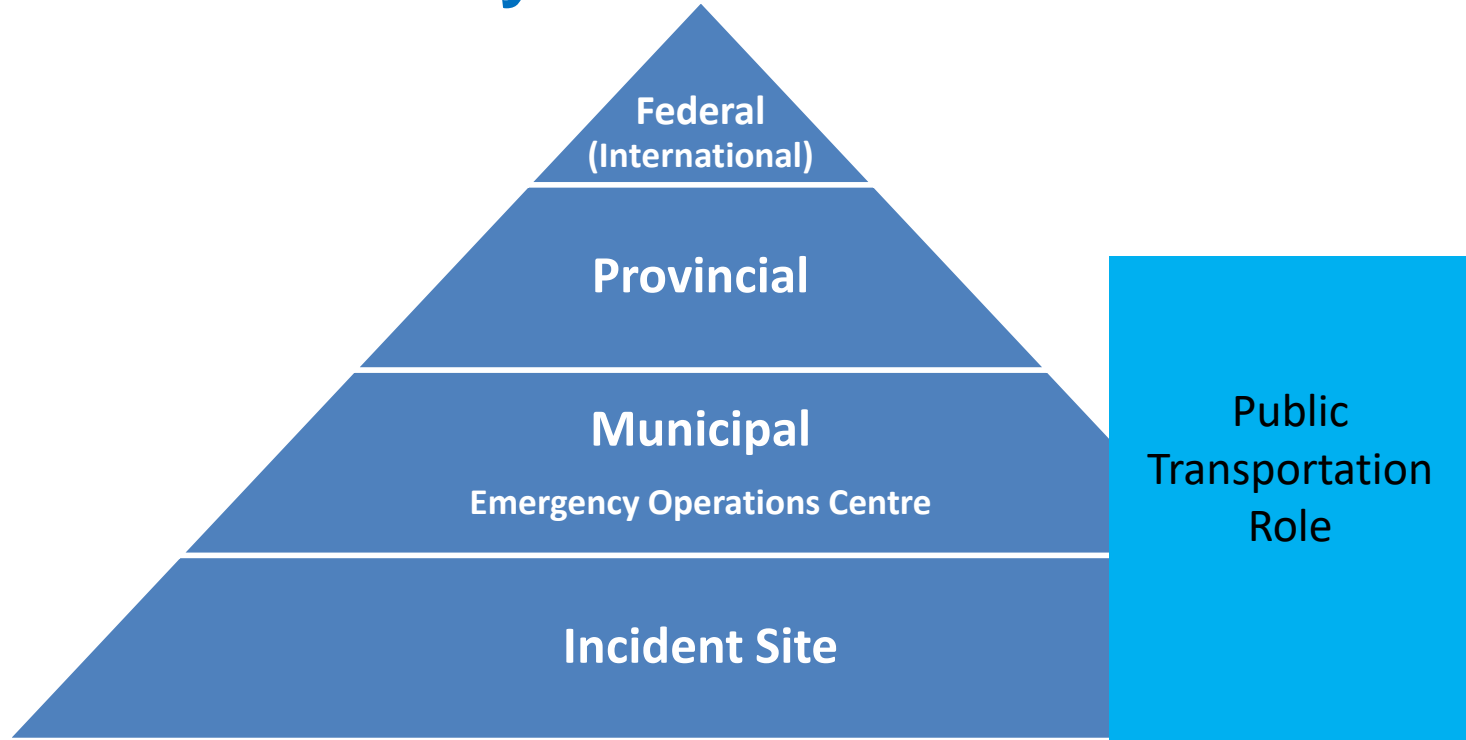 Federal
(International)
Provincial
Municipal
Emergency Operations Centre
Incident Site
Public
Transportation
Role